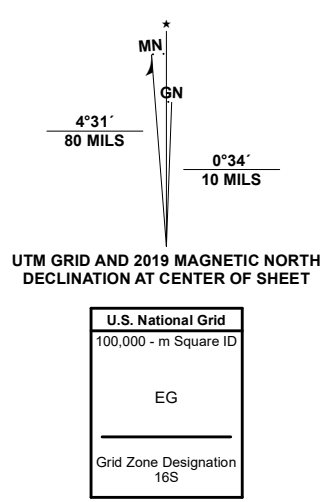 MN
GN
4°31´
80 MILS
0°34´
10 MILS
UTM GRID AND 2019 MAGNETIC NORTH
DECLINATION AT CENTER OF SHEET
U.S. National Grid
100,000 - m Square ID
EG
Grid Zone Designation
16S